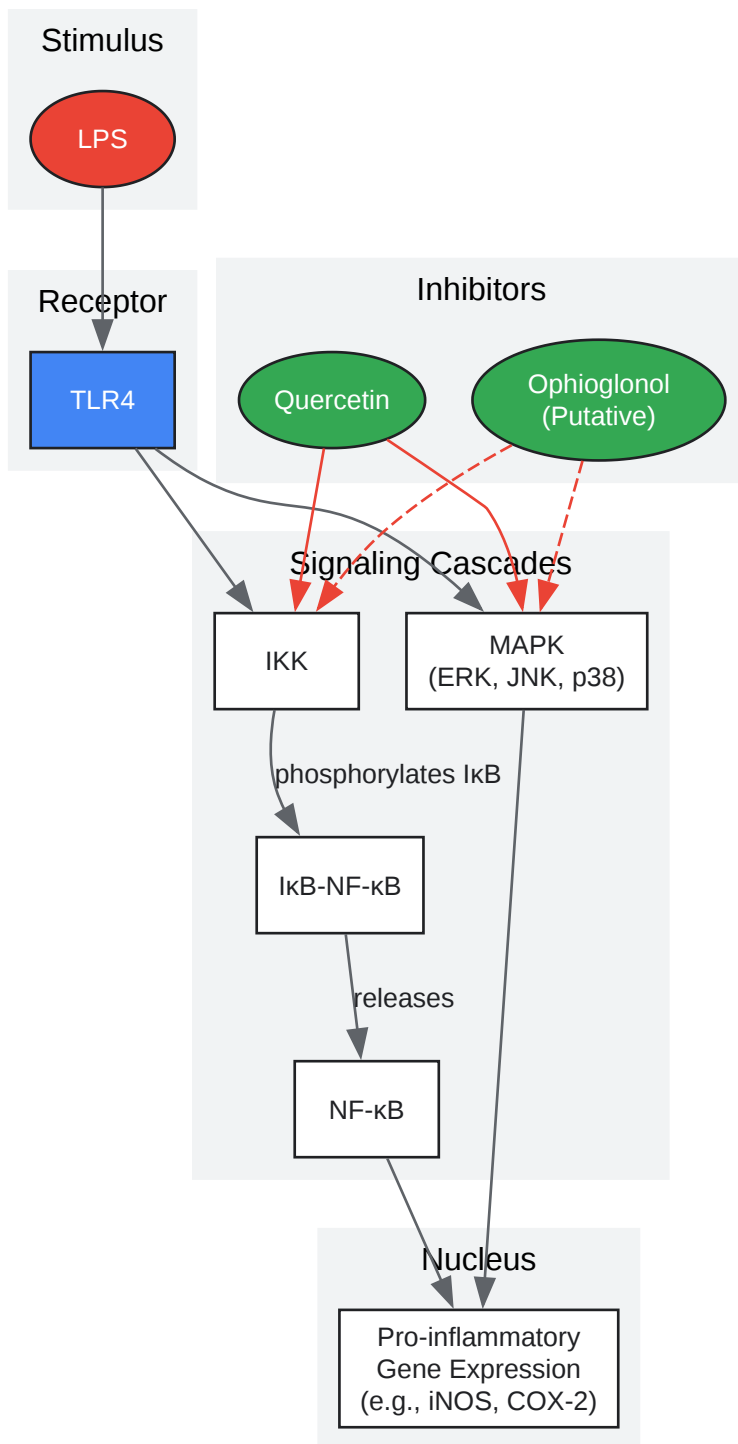 Stimulus
LPS
Receptor
TLR4
Inhibitors
Quercetin
Ophioglonol
(Putative)
Signaling Cascades
IKK
MAPK
(ERK, JNK, p38)
phosphorylates IκB
IκB-NF-κB
releases
NF-κB
Nucleus
Pro-inflammatory
Gene Expression
(e.g., iNOS, COX-2)